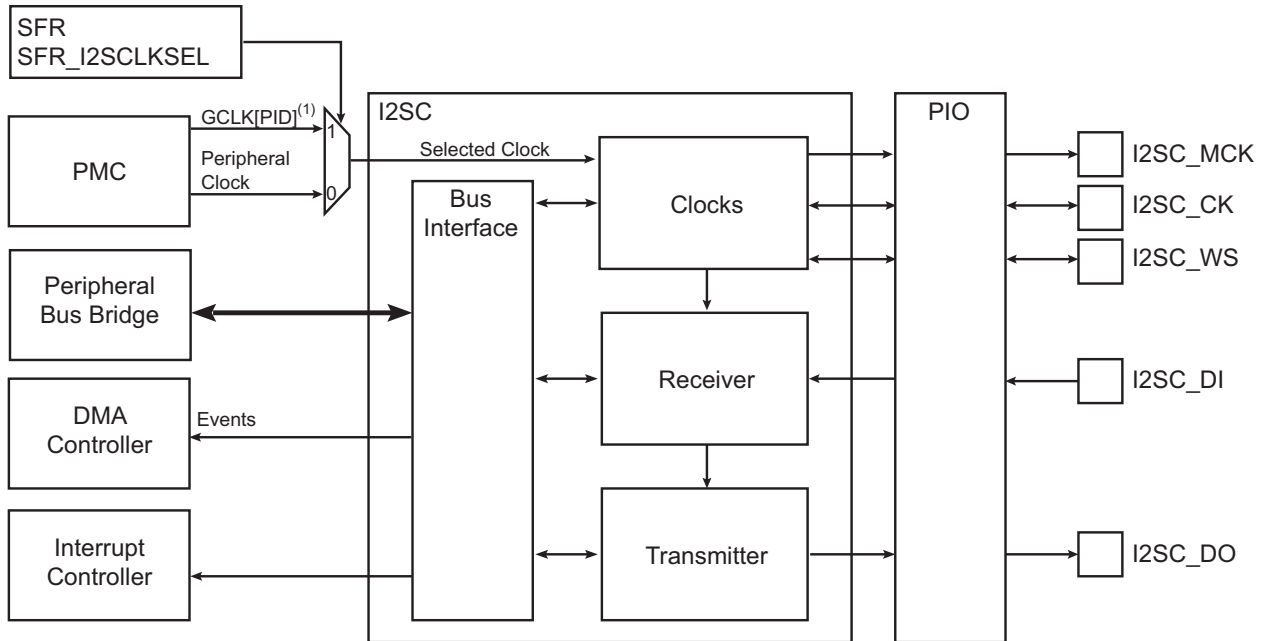 SFR
SFR_I2SCLKSEL
PMC
GCLK[PID](1)
Peripheral
Clock
1
0
I2SC
Selected Clock
Bus
Interface
Clocks
PIO
I2SC_MCK
I2SC_CK
I2SC_WS
Peripheral
Bus Bridge
Receiver
I2SC_DI
DMA
Controller
Events
Interrupt
Controller
Transmitter
I2SC_DO